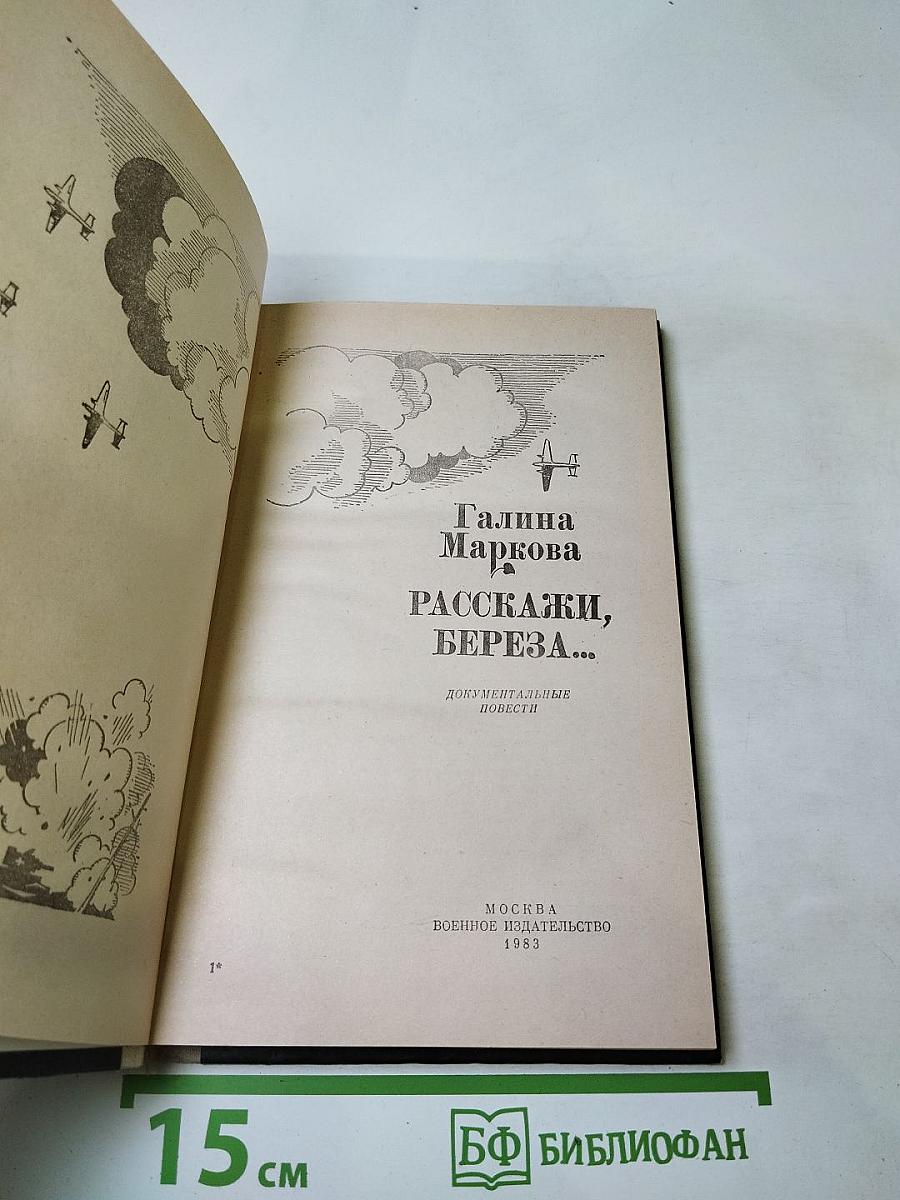 Галина
Маркова
РАССКАЖИ,
БЕРЕЗА...
ДОКУМЕНТАЛЬНЫЕ
ПОВЕСТИ
МОСКВА
ВОЕННОЕ ИЗДАТЕЛЬСТВО
1983
1*
15 см
БФ БИБЛИОФАН